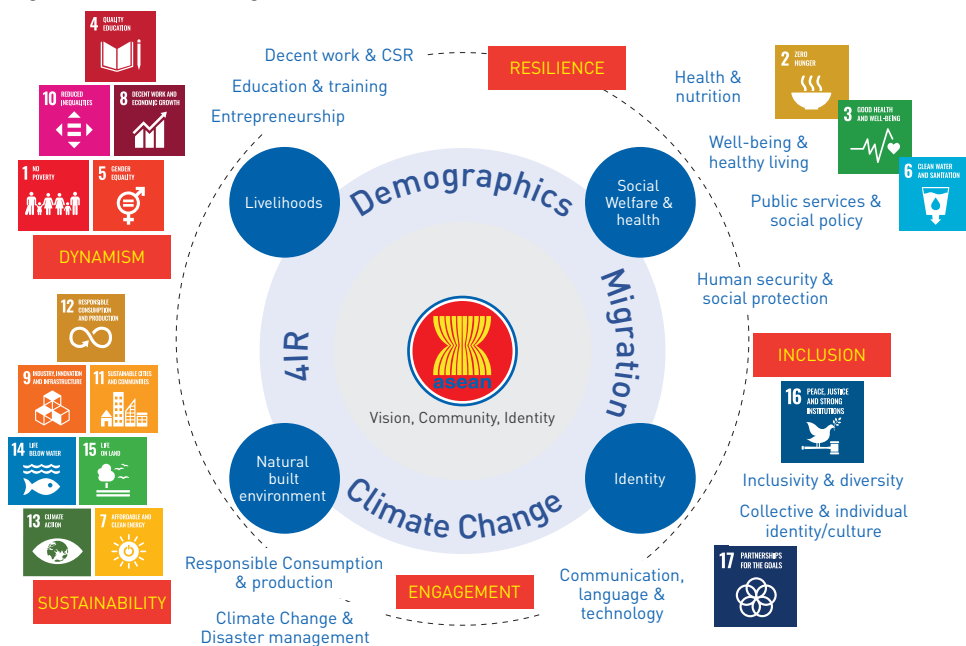 4 QUALITY
EDUCATION
10 REDUCED
INEQUALITIES
8 DECENT WORK AND
ECONOMIC GROWTH
1 NO
POVERTY
5 GENDER
EQUALITY
DYNAMISM
12 RESPONSIBLE
CONSUMPTION
AND PRODUCTION
9 INDUSTRY, INNOVATION
AND INFRASTRUCTURE
11 SUSTAINABLE CITIES
AND COMMUNITIES
14 LIFE
BELOW WATER
15 LIFE
ON LAND
13 CLIMATE
ACTION
7 AFFORDABLE AND
CLEAN ENERGY
SUSTAINABILITY
Decent work & CSR
Education & training
Entrepreneurship
RESILIENCE
Health &
nutrition
Well-being &
healthy living
Public services &
social policy
2 ZERO
HUNGER
3 GOOD HEALTH
AND WELL-BEING
6 CLEAN WATER
AND SANITATION
Human security &
social protection
Livelihoods
Demographics
Social
Welfare &
health
4IR
Migration
asean
Vision, Community, Identity
Natural
built
environment
Climate Change
Identity
INCLUSION
16 PEACE, JUSTICE
AND STRONG
INSTITUTIONS
Inclusivity & diversity
Collective & individual
identity/culture
17 PARTNERSHIPS
FOR THE GOALS
Responsible Consumption
& production
Climate Change &
Disaster management
ENGAGEMENT
Communication,
language &
technology